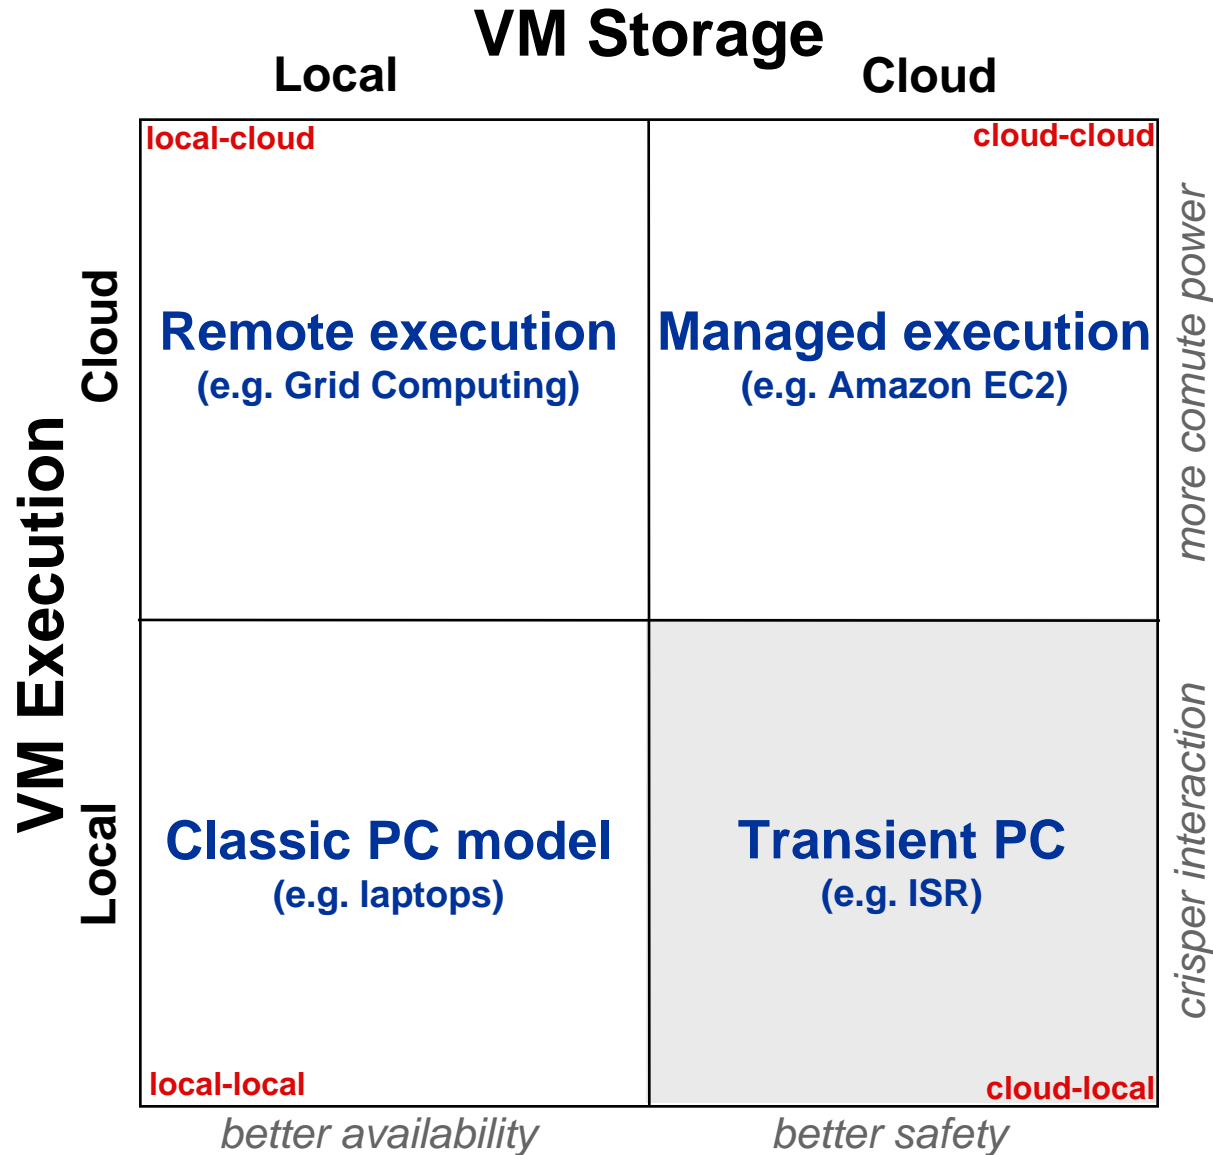 VM Storage
Local
Cloud
local-cloud
cloud-cloud
VM Execution
Cloud
Remote execution
(e.g. Grid Computing)
Managed execution
(e.g. Amazon EC2)
more comute power
Local
Classic PC model
(e.g. laptops)
Transient PC
(e.g. ISR)
crisper interaction
local-local
cloud-local
better availability
better safety